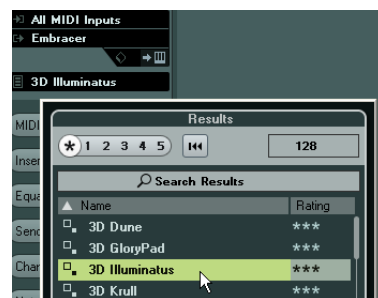 All MIDI Inputs
Embracer
3D Illuminatus
MIDI
Inser
Equa
Send
Char
Results
* 1 2 3 4 5
128
Search Results
Name Rating
3D Dune ***
3D GloryPad ***
3D Illuminatus ***
3D Krull ***